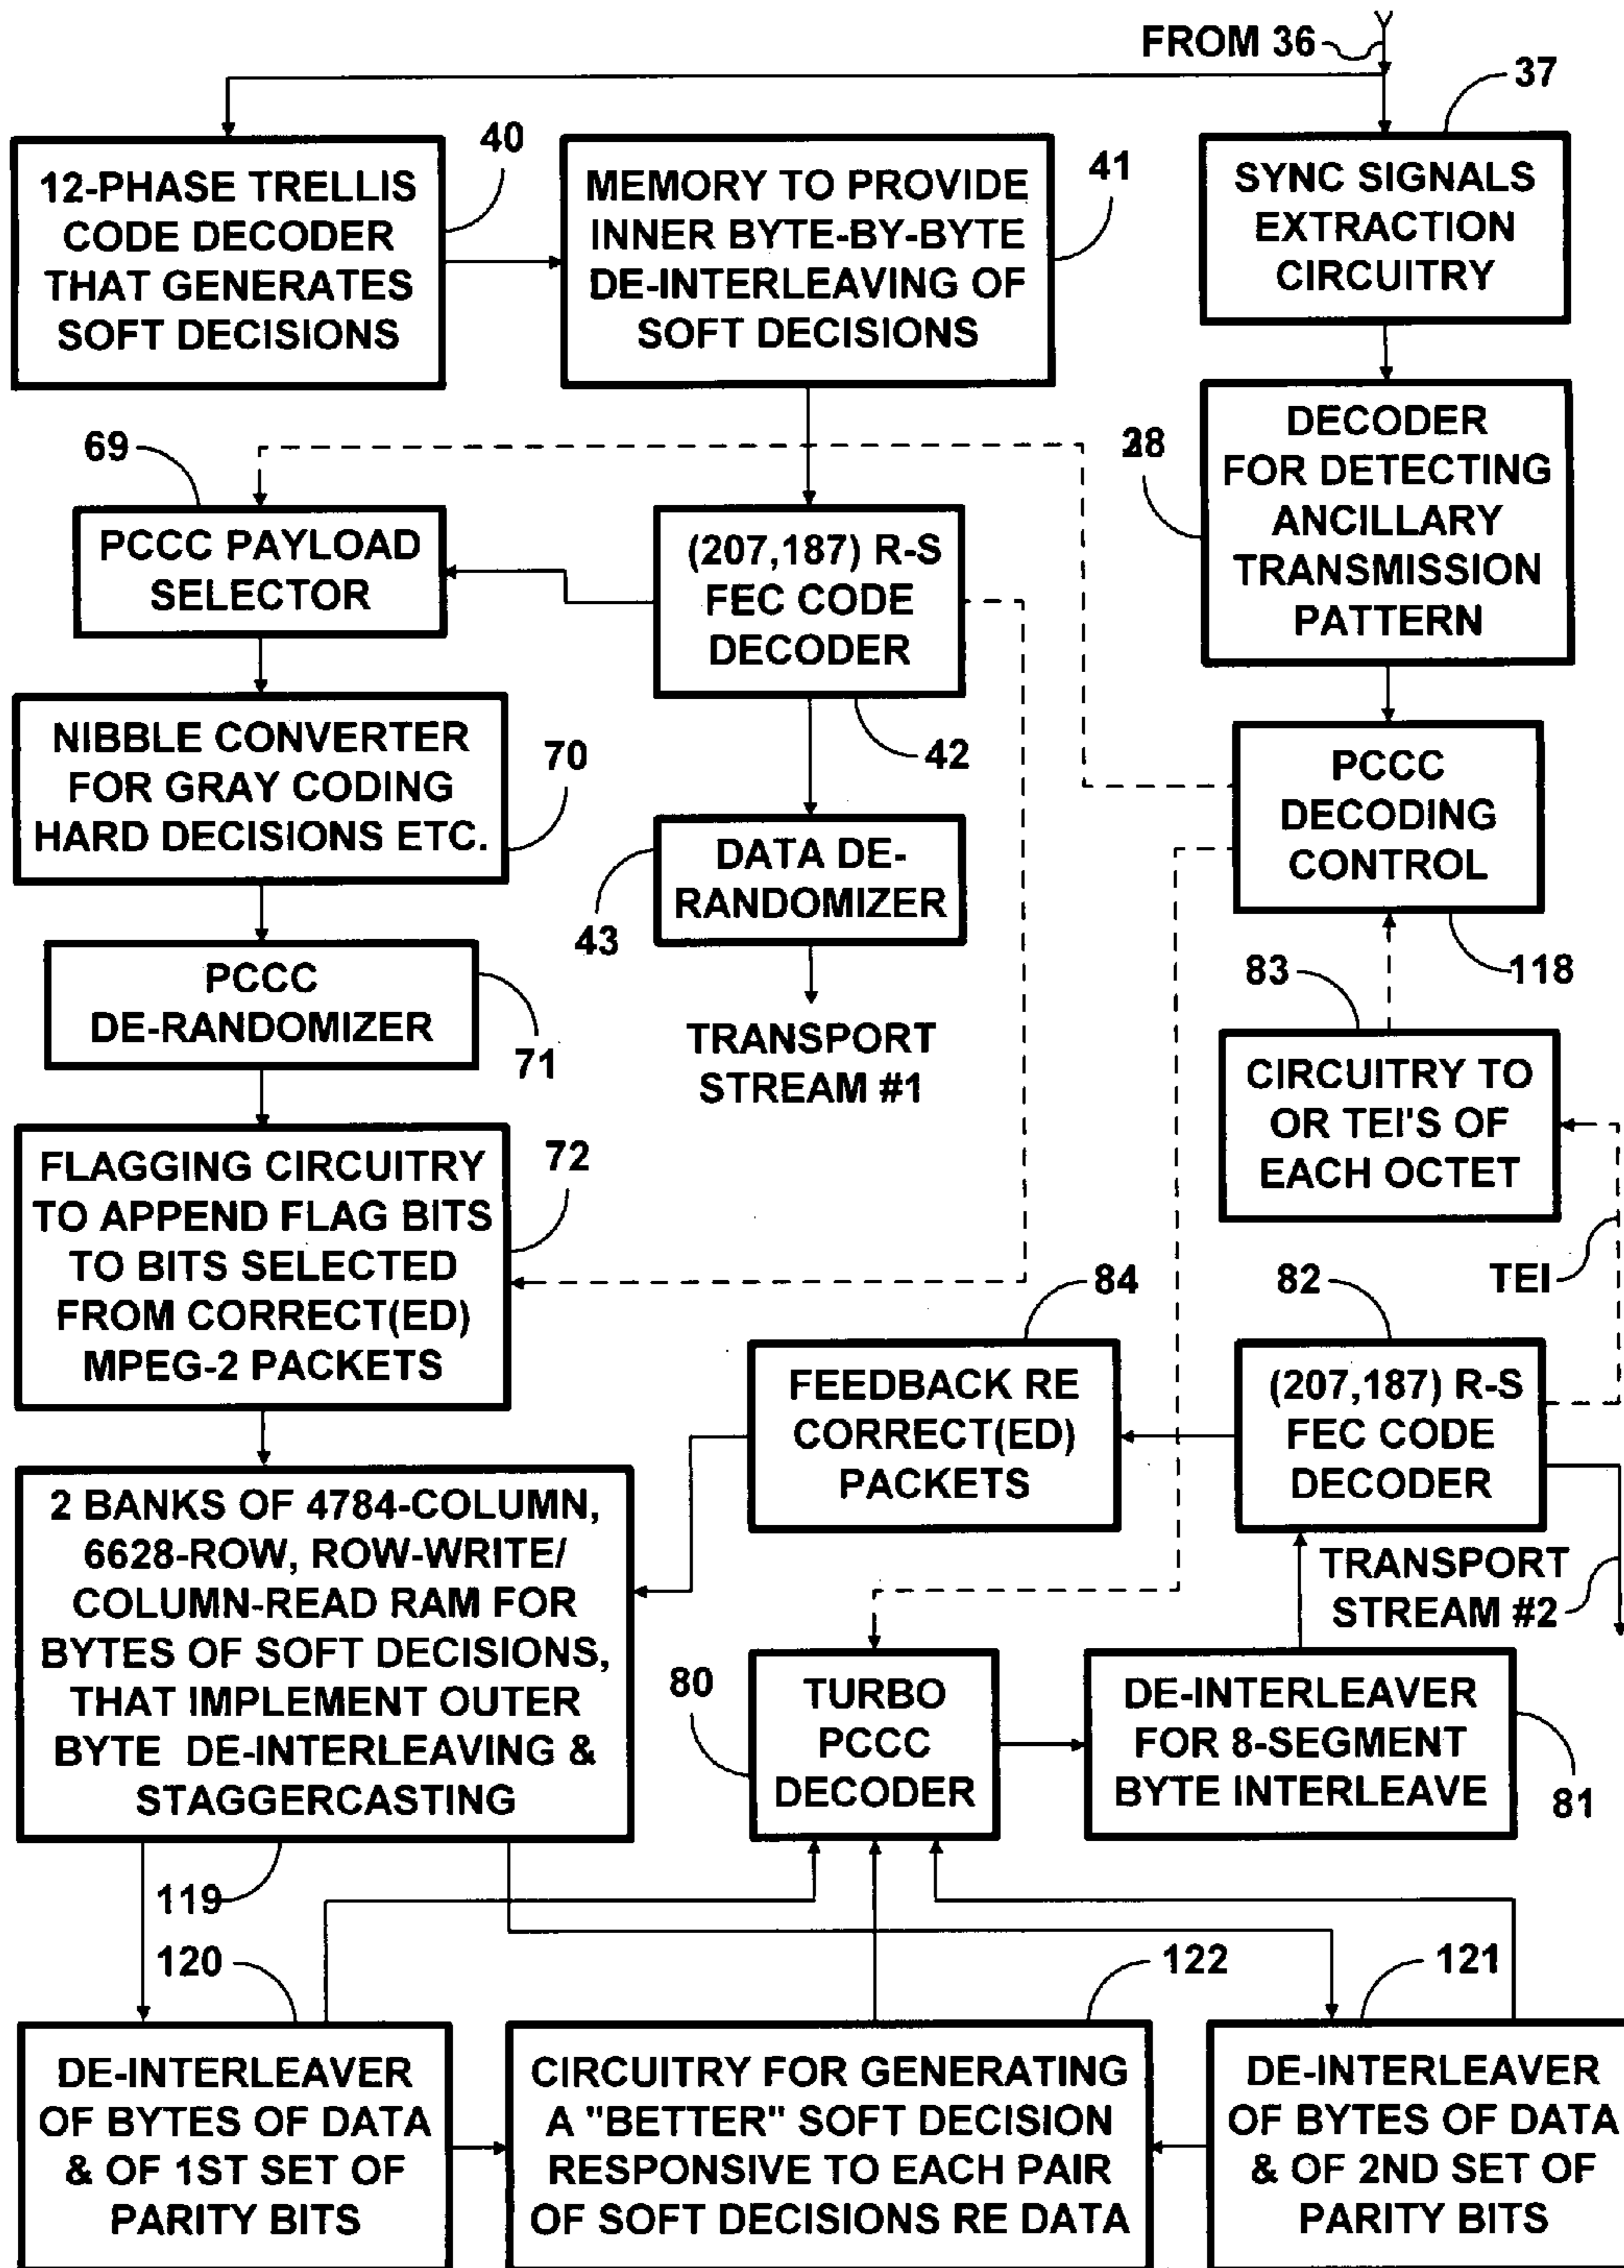 FROM 36
37
40
12-PHASE TRELLIS
CODE DECODER
THAT GENERATES
SOFT DECISIONS
41
MEMORY TO PROVIDE
INNER BYTE-BY-BYTE
DE-INTERLEAVING OF
SOFT DECISIONS
SYNC SIGNALS
EXTRACTION
CIRCUITRY
69
DECODER
FOR DETECTING
ANCILLARY
TRANSMISSION
PATTERN
PCCC PAYLOAD
SELECTOR
(207,187) R-S
FEC CODE
DECODER
42
NIBBLE CONVERTER
FOR GRAY CODING
HARD DECISIONS ETC.
70
PCCC
DECODING
CONTROL
118
DATA DE-
RANDOMIZER
43
83
PCCC
DE-RANDOMIZER
71
TRANSPORT
STREAM #1
CIRCUITRY TO
OR TEI'S OF
EACH OCTET
TEI
72
FLAGGING CIRCUITRY
TO APPEND FLAG BITS
TO BITS SELECTED
FROM CORRECT(ED)
MPEG-2 PACKETS
84
82
FEEDBACK RE
CORRECT(ED)
PACKETS
(207,187) R-S
FEC CODE
DECODER
TRANSPORT
STREAM #2
2 BANKS OF 4784-COLUMN,
6628-ROW, ROW-WRITE/
COLUMN-READ RAM FOR
BYTES OF SOFT DECISIONS,
THAT IMPLEMENT OUTER
BYTE DE-INTERLEAVING &
STAGGERCASTING
119
80
TURBO
PCCC
DECODER
DE-INTERLEAVER
FOR 8-SEGMENT
BYTE INTERLEAVE
81
120
122
121
DE-INTERLEAVER
OF BYTES OF DATA
& OF 1ST SET OF
PARITY BITS
CIRCUITRY FOR GENERATING
A "BETTER" SOFT DECISION
RESPONSIVE TO EACH PAIR
OF SOFT DECISIONS RE DATA
DE-INTERLEAVER
OF BYTES OF DATA
& OF 2ND SET OF
PARITY BITS